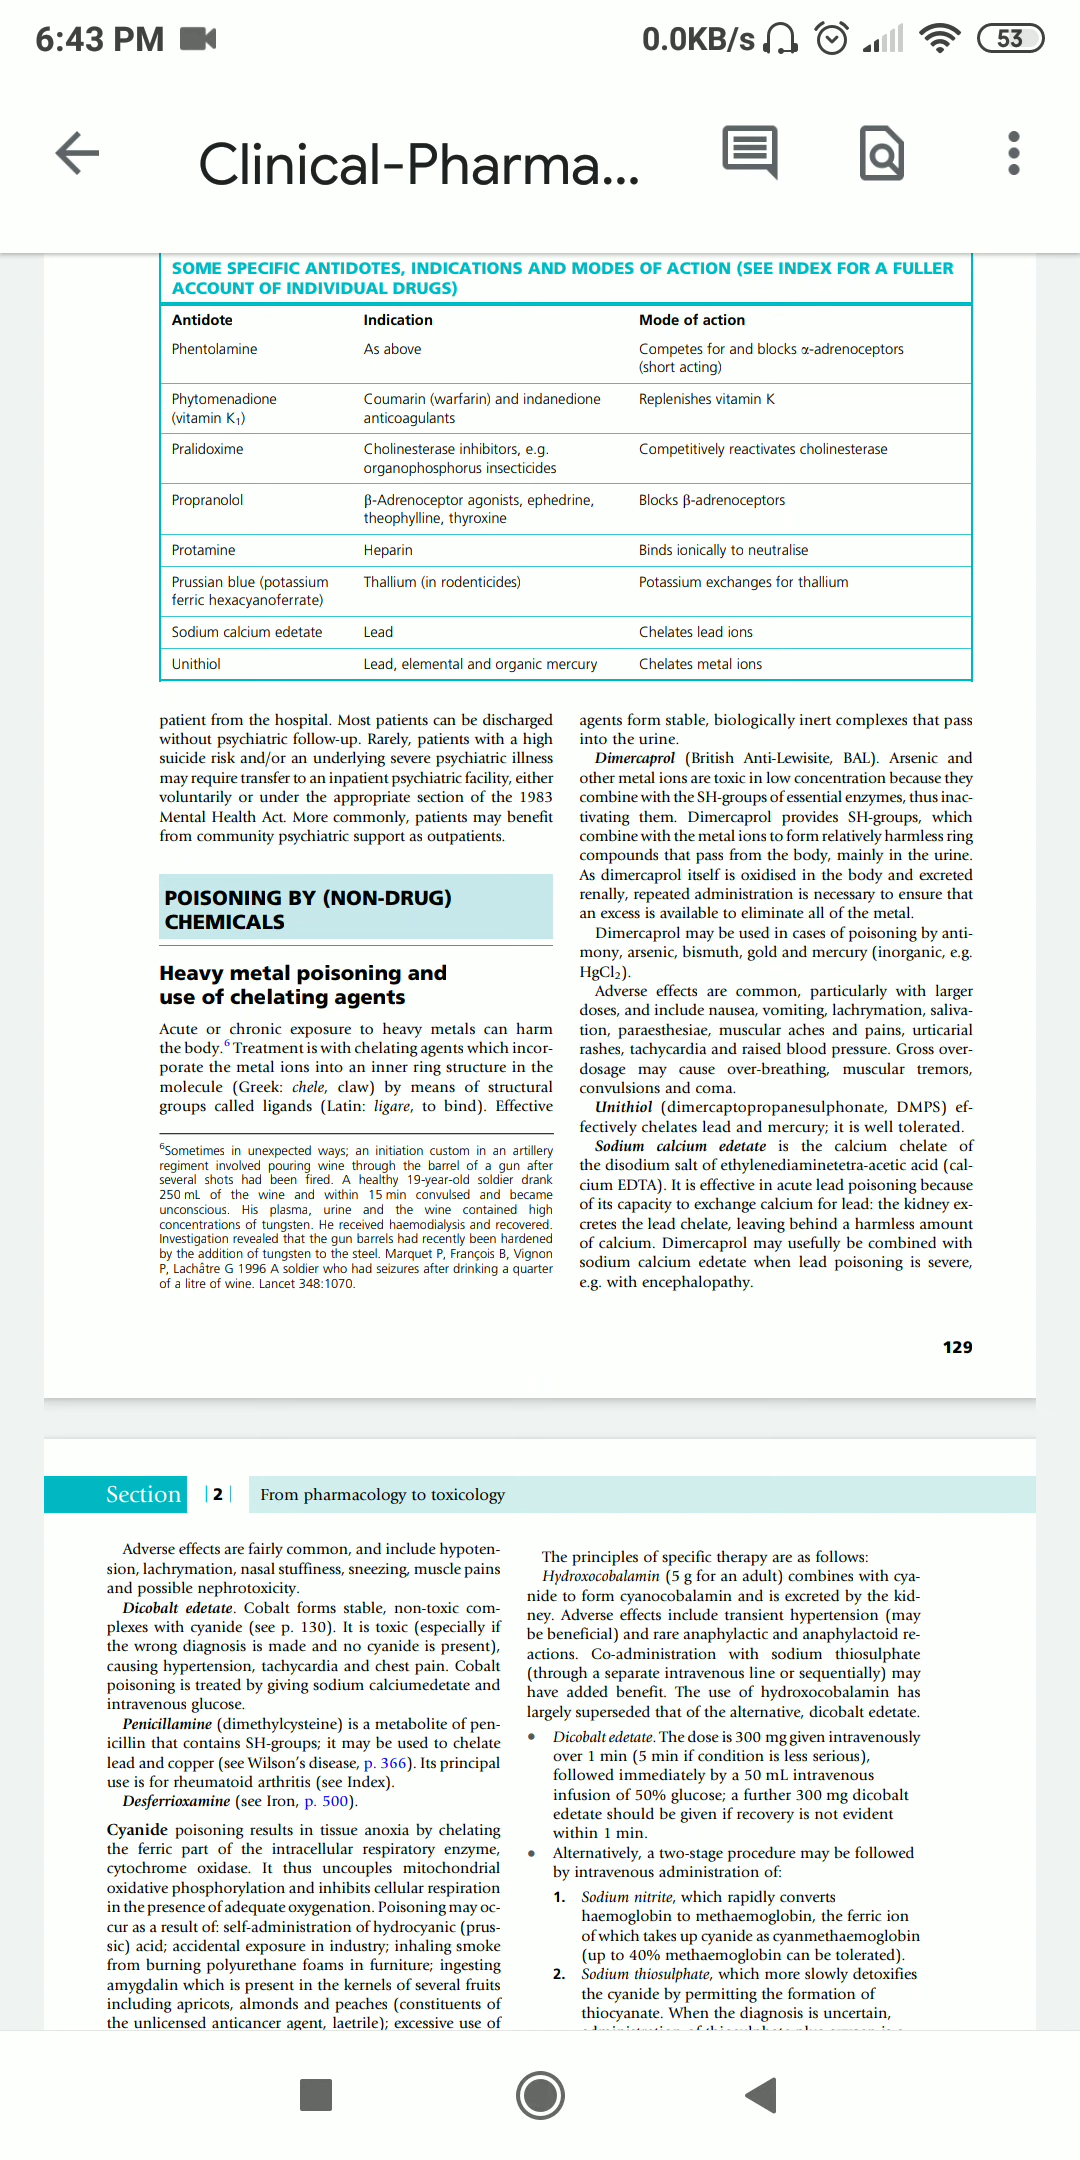 6:43 PM
0.0KB/s
53
Clinical-Pharma...
SOME SPECIFIC ANTIDOTES, INDICATIONS AND MODES OF ACTION (SEE INDEX FOR A FULLER
ACCOUNT OF INDIVIDUAL DRUGS)
Antidote Indication Mode of action
Phentolamine As above Competes for and blocks α-adrenoceptors
(short acting)
Phytomenadione Coumarin (warfarin) and indanedione Replenishes vitamin K
(vitamin K₁) anticoagulants
Pralidoxime Cholinesterase inhibitors, e.g. Competitively reactivates cholinesterase
organophosphorus insecticides
Propranolol β-Adrenoceptor agonists, ephedrine, Blocks β-adrenoceptors
theophylline, thyroxine
Protamine Heparin Binds ionically to neutralise
Prussian blue (potassium Thallium (in rodenticides) Potassium exchanges for thallium
ferric hexacyanoferrate)
Sodium calcium edetate Lead Chelates lead ions
Unithiol Lead, elemental and organic mercury Chelates metal ions
patient from the hospital. Most patients can be discharged
without psychiatric follow-up. Rarely, patients with a high
suicide risk and/or an underlying severe psychiatric illness
may require transfer to an inpatient psychiatric facility, either
voluntarily or under the appropriate section of the 1983
Mental Health Act. More commonly, patients may benefit
from community psychiatric support as outpatients.
POISONING BY (NON-DRUG)
CHEMICALS
Heavy metal poisoning and
use of chelating agents
Acute or chronic exposure to heavy metals can harm
the body.⁶ Treatment is with chelating agents which incor-
porate the metal ions into an inner ring structure in the
molecule (Greek: chele, claw) by means of structural
groups called ligands (Latin: ligare, to bind). Effective
⁶Sometimes in unexpected ways; an initiation custom in an artillery
regiment involved pouring wine through the barrel of a gun after
several shots had been fired. A healthy 19-year-old soldier drank
250 mL of the wine and within 15 min convulsed and became
unconscious. His plasma, urine and the wine contained high
concentrations of tungsten. He received haemodialysis and recovered.
Investigation revealed that the gun barrels had recently been hardened
by the addition of tungsten to the steel. Marquet P, François B, Vignon
P, Lachâtre G 1996 A soldier who had seizures after drinking a quarter
of a litre of wine. Lancet 348:1070.
agents form stable, biologically inert complexes that pass
into the urine.
Dimercaprol (British Anti-Lewisite, BAL). Arsenic and
other metal ions are toxic in low concentration because they
combine with the SH-groups of essential enzymes, thus inac-
tivating them. Dimercaprol provides SH-groups, which
combine with the metal ions to form relatively harmless ring
compounds that pass from the body, mainly in the urine.
As dimercaprol itself is oxidised in the body and excreted
renally, repeated administration is necessary to ensure that
an excess is available to eliminate all of the metal.
Dimercaprol may be used in cases of poisoning by anti-
mony, arsenic, bismuth, gold and mercury (inorganic, e.g.
HgCl₂).
Adverse effects are common, particularly with larger
doses, and include nausea, vomiting, lachrymation, saliva-
tion, paraesthesiae, muscular aches and pains, urticarial
rashes, tachycardia and raised blood pressure. Gross over-
dosage may cause over-breathing, muscular tremors,
convulsions and coma.
Unithiol (dimercaptopropanesulphonate, DMPS) ef-
fectively chelates lead and mercury; it is well tolerated.
Sodium calcium edetate is the calcium chelate of
the disodium salt of ethylenediaminetetra-acetic acid (cal-
cium EDTA). It is effective in acute lead poisoning because
of its capacity to exchange calcium for lead: the kidney ex-
cretes the lead chelate, leaving behind a harmless amount
of calcium. Dimercaprol may usefully be combined with
sodium calcium edetate when lead poisoning is severe,
e.g. with encephalopathy.
129
Section | 2 | From pharmacology to toxicology
Adverse effects are fairly common, and include hypoten-
sion, lachrymation, nasal stuffiness, sneezing, muscle pains
and possible nephrotoxicity.
Dicobalt edetate. Cobalt forms stable, non-toxic com-
plexes with cyanide (see p. 130). It is toxic (especially if
the wrong diagnosis is made and no cyanide is present),
causing hypertension, tachycardia and chest pain. Cobalt
poisoning is treated by giving sodium calciumedetate and
intravenous glucose.
Penicillamine (dimethylcysteine) is a metabolite of pen-
icillin that contains SH-groups; it may be used to chelate
lead and copper (see Wilson's disease, p. 366). Its principal
use is for rheumatoid arthritis (see Index).
Desferrioxamine (see Iron, p. 500).
Cyanide poisoning results in tissue anoxia by chelating
the ferric part of the intracellular respiratory enzyme,
cytochrome oxidase. It thus uncouples mitochondrial
oxidative phosphorylation and inhibits cellular respiration
in the presence of adequate oxygenation. Poisoning may oc-
cur as a result of: self-administration of hydrocyanic (prus-
sic) acid; accidental exposure in industry; inhaling smoke
from burning polyurethane foams in furniture; ingesting
amygdalin which is present in the kernels of several fruits
including apricots, almonds and peaches (constituents of
the unlicensed anticancer agent, laetrile); excessive use of
The principles of specific therapy are as follows:
Hydroxocobalamin (5 g for an adult) combines with cya-
nide to form cyanocobalamin and is excreted by the kid-
ney. Adverse effects include transient hypertension (may
be beneficial) and rare anaphylactic and anaphylactoid re-
actions. Co-administration with sodium thiosulphate
(through a separate intravenous line or sequentially) may
have added benefit. The use of hydroxocobalamin has
largely superseded that of the alternative, dicobalt edetate.
• Dicobalt edetate. The dose is 300 mg given intravenously
over 1 min (5 min if condition is less serious),
followed immediately by a 50 mL intravenous
infusion of 50% glucose; a further 300 mg dicobalt
edetate should be given if recovery is not evident
within 1 min.
• Alternatively, a two-stage procedure may be followed
by intravenous administration of:
1. Sodium nitrite, which rapidly converts
haemoglobin to methaemoglobin, the ferric ion
of which takes up cyanide as cyanmethaemoglobin
(up to 40% methaemoglobin can be tolerated).
2. Sodium thiosulphate, which more slowly detoxifies
the cyanide by permitting the formation of
thiocyanate. When the diagnosis is uncertain,